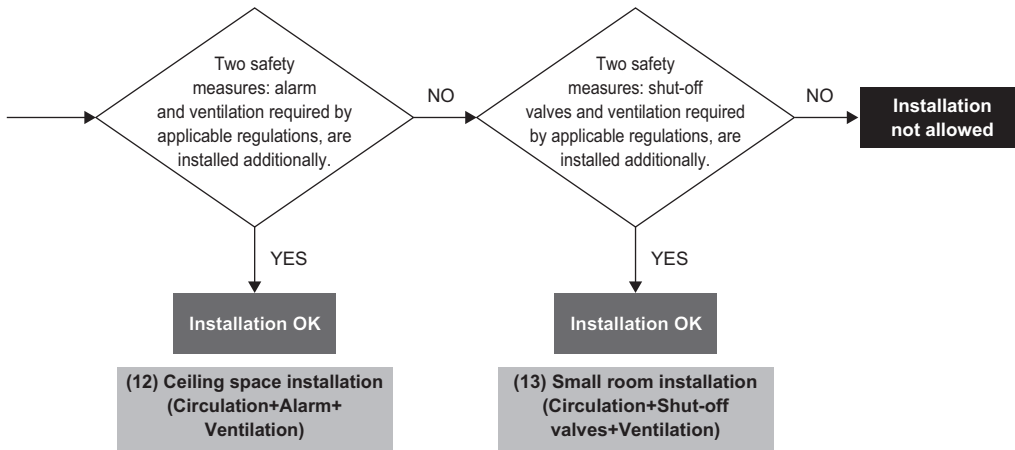 Two safety
measures: alarm
and ventilation required by
applicable regulations, are
installed additionally.
NO
Two safety
measures: shut-off
valves and ventilation required
by applicable regulations, are
installed additionally.
NO
Installation
not allowed
YES
YES
Installation OK
Installation OK
(12) Ceiling space installation
(Circulation+Alarm+
Ventilation)
(13) Small room installation
(Circulation+Shut-off
valves+Ventilation)